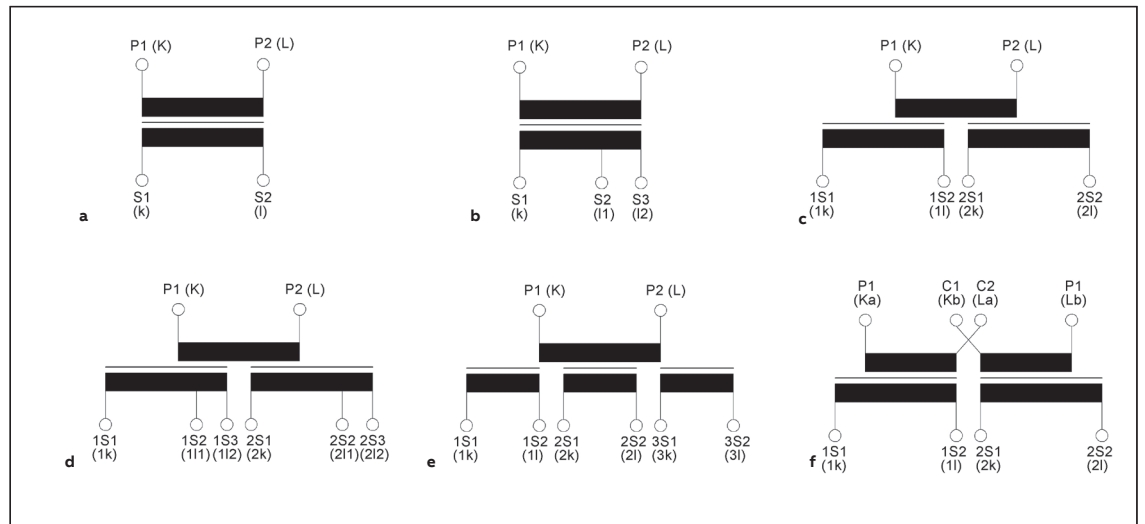 P1 (K) P2 (L)
S1 S2
(k) (l)
a
P1 (K) P2 (L)
S1 S2 S3
(k) (l1) (l2)
b
P1 (K) P2 (L)
1S1 1S2 2S1 2S2
(1k) (1l) (2k) (2l)
c
P1 (K) P2 (L)
1S1 1S2 1S3 2S1 2S2 2S3
(1k) (1l1) (1l2) (2k) (2l1) (2l2)
d
P1 (K) P2 (L)
1S1 1S2 2S1 2S2 3S1 3S2
(1k) (1l) (2k) (2l) (3k) (3l)
e
P1 C1 C2 P1
(Ka) (Kb) (La) (Lb)
1S1 1S2 2S1 2S2
(1k) (1l) (2k) (2l)
f